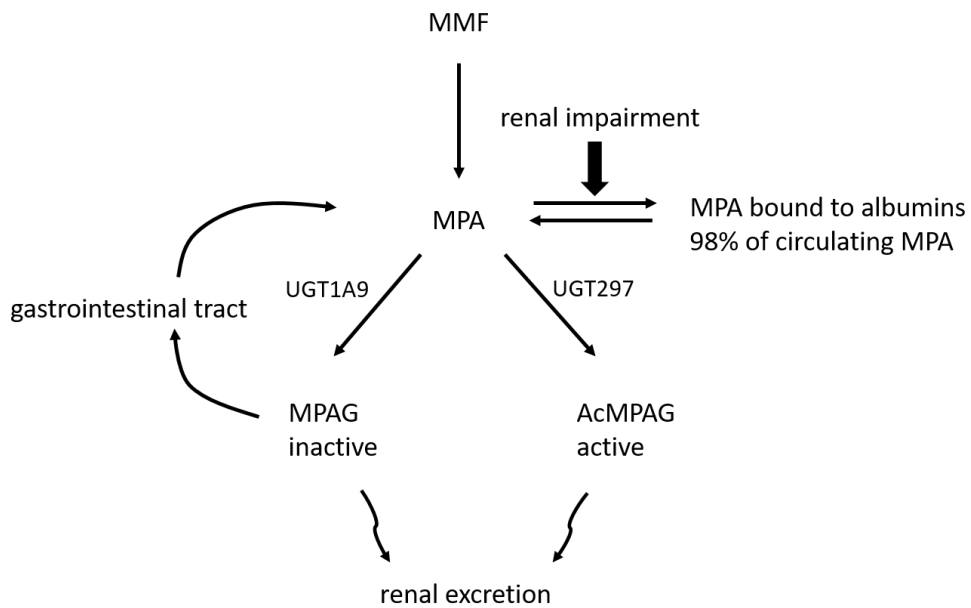 MMF
renal impairment
MPA
MPA bound to albumins
98% of circulating MPA
UGT1A9
UGT297
gastrointestinal tract
MPAG
inactive
AcMPAG
active
renal excretion